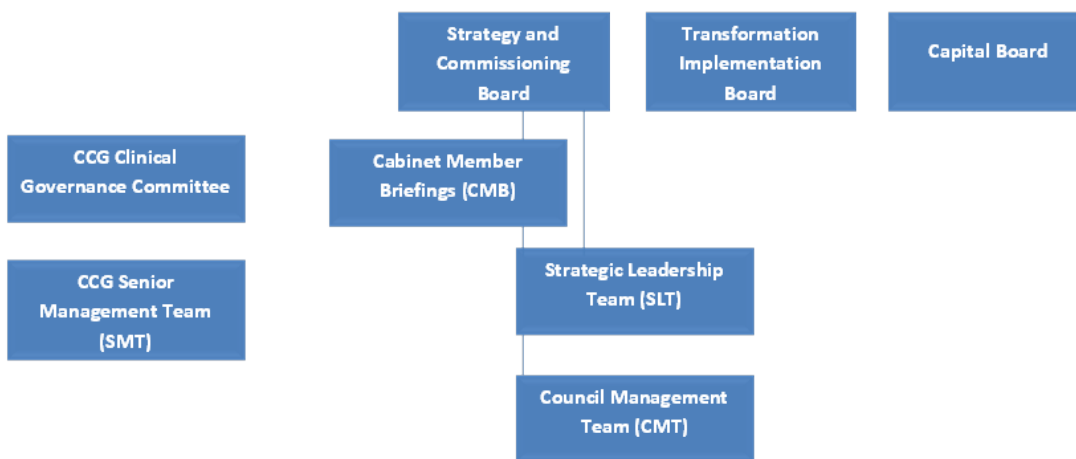 Strategy and
Commissioning
Board
Transformation
Implementation
Board
Capital Board
CCG Clinical
Governance Committee
Cabinet Member
Briefings (CMB)
CCG Senior
Management Team
(SMT)
Strategic Leadership
Team (SLT)
Council Management
Team (CMT)